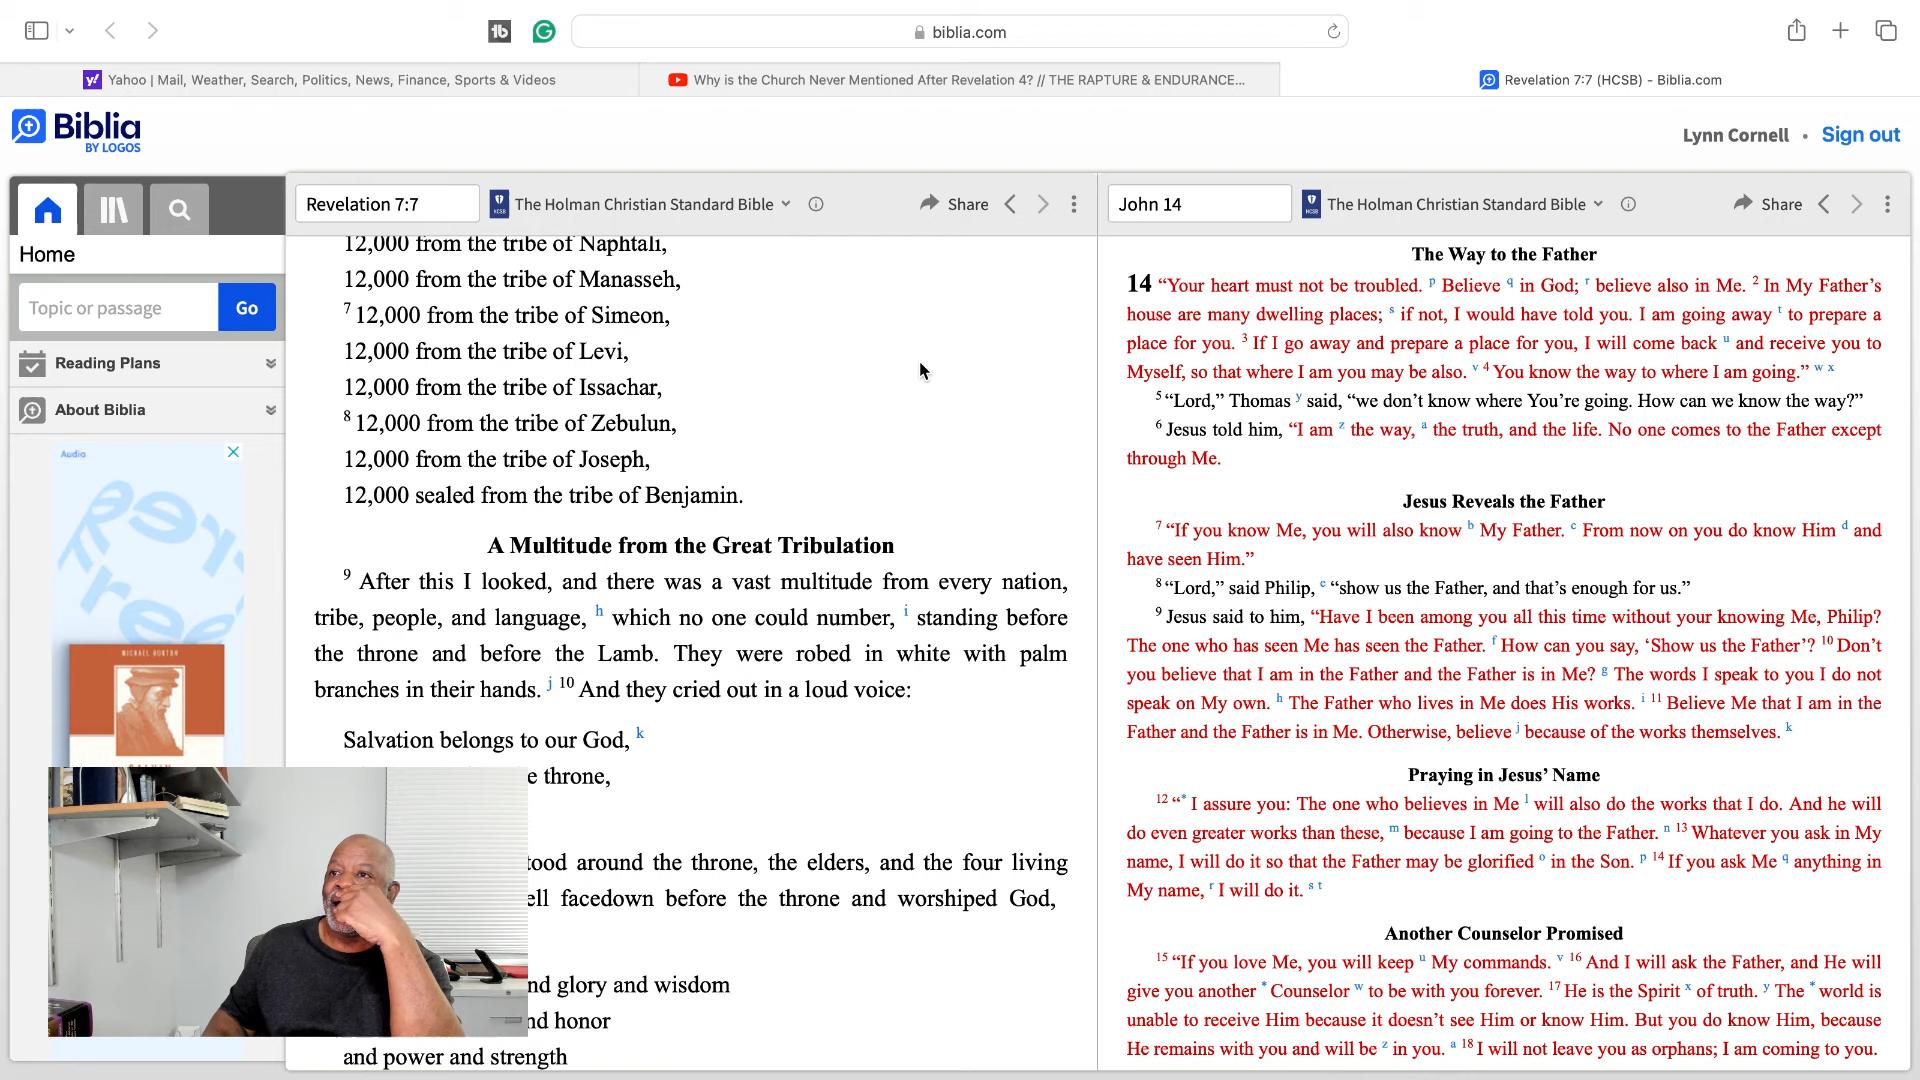 biblia.com
Yahoo | Mail, Weather, Search, Politics, News, Finance, Sports & Videos
Why is the Church Never Mentioned After Revelation 4? // THE RAPTURE & ENDURANCE...
Revelation 7:7 (HCSB) - Biblia.com
Biblia
BY LOGOS
Lynn Cornell • Sign out
Home
Topic or passage
Go
Reading Plans
About Biblia
Audio
Free
MICHAEL HORTON
Revelation 7:7
The Holman Christian Standard Bible
Share
12,000 from the tribe of Naphtali,
12,000 from the tribe of Manasseh,
7 12,000 from the tribe of Simeon,
12,000 from the tribe of Levi,
12,000 from the tribe of Issachar,
8 12,000 from the tribe of Zebulun,
12,000 from the tribe of Joseph,
12,000 sealed from the tribe of Benjamin.
A Multitude from the Great Tribulation
9 After this I looked, and there was a vast multitude from every nation,
tribe, people, and language, h which no one could number, i standing before
the throne and before the Lamb. They were robed in white with palm
branches in their hands. j 10 And they cried out in a loud voice:
Salvation belongs to our God, k
e throne,
tood around the throne, the elders, and the four living
ell facedown before the throne and worshiped God,
nd glory and wisdom
nd honor
and power and strength
John 14
The Holman Christian Standard Bible
Share
The Way to the Father
14 “Your heart must not be troubled. p Believe q in God; r believe also in Me. 2 In My Father’s
house are many dwelling places; s if not, I would have told you. I am going away t to prepare a
place for you. 3 If I go away and prepare a place for you, I will come back u and receive you to
Myself, so that where I am you may be also. v 4 You know the way to where I am going.” w x
5 “Lord,” Thomas y said, “we don’t know where You’re going. How can we know the way?”
6 Jesus told him, “I am z the way, a the truth, and the life. No one comes to the Father except
through Me.
Jesus Reveals the Father
7 “If you know Me, you will also know b My Father. c From now on you do know Him d and
have seen Him.”
8 “Lord,” said Philip, e “show us the Father, and that’s enough for us.”
9 Jesus said to him, “Have I been among you all this time without your knowing Me, Philip?
The one who has seen Me has seen the Father. f How can you say, ‘Show us the Father’? 10 Don’t
you believe that I am in the Father and the Father is in Me? g The words I speak to you I do not
speak on My own. h The Father who lives in Me does His works. i 11 Believe Me that I am in the
Father and the Father is in Me. Otherwise, believe j because of the works themselves. k
Praying in Jesus’ Name
12 “* I assure you: The one who believes in Me l will also do the works that I do. And he will
do even greater works than these, m because I am going to the Father. n 13 Whatever you ask in My
name, I will do it so that the Father may be glorified o in the Son. p 14 If you ask Me q anything in
My name, r I will do it. s t
Another Counselor Promised
15 “If you love Me, you will keep u My commands. v 16 And I will ask the Father, and He will
give you another * Counselor w to be with you forever. 17 He is the Spirit x of truth. y The * world is
unable to receive Him because it doesn’t see Him or know Him. But you do know Him, because
He remains with you and will be z in you. a 18 I will not leave you as orphans; I am coming to you.